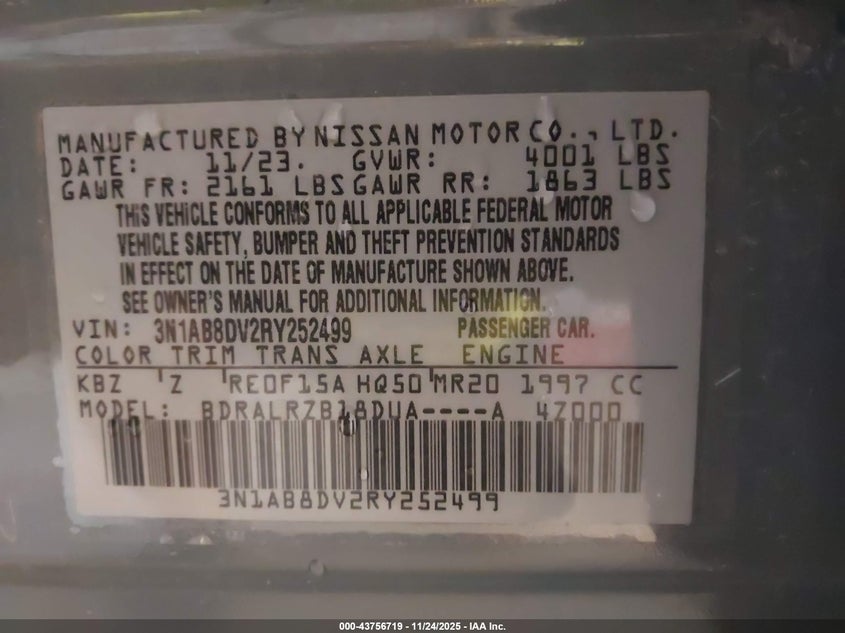 MANUFACTURED BY NISSAN MOTOR CO., LTD.
DATE: 11/23. GVWR: 4001 LBS
GAWR FR: 2161 LBS GAWR RR: 1863 LBS
THIS VEHICLE CONFORMS TO ALL APPLICABLE FEDERAL MOTOR
VEHICLE SAFETY, BUMPER AND THEFT PREVENTION STANDARDS
IN EFFECT ON THE DATE OF MANUFACTURE SHOWN ABOVE.
SEE OWNER'S MANUAL FOR ADDITIONAL INFORMATION.
VIN: 3N1AB8DV2RY252499 PASSENGER CAR.
COLOR TRIM TRANS AXLE ENGINE
KBZ Z RE0F15A HQ50 MR20 1997 CC
MODEL: BDRALRZB18DUA----A 4Z000
3N1AB8DV2RY252499
000-43756719 - 11/24/2025 - IAA Inc.